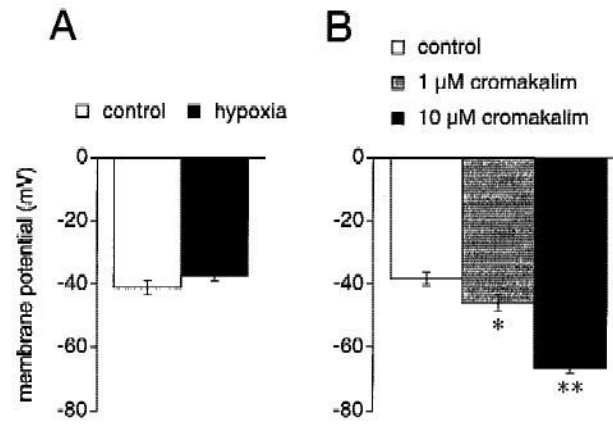 A
B
control
1 µM cromakalim
10 µM cromakalim
control hypoxia
membrane potential (mV)
0
-20
-40
-60
-80
0
-20
-40
-60
-80
*
**